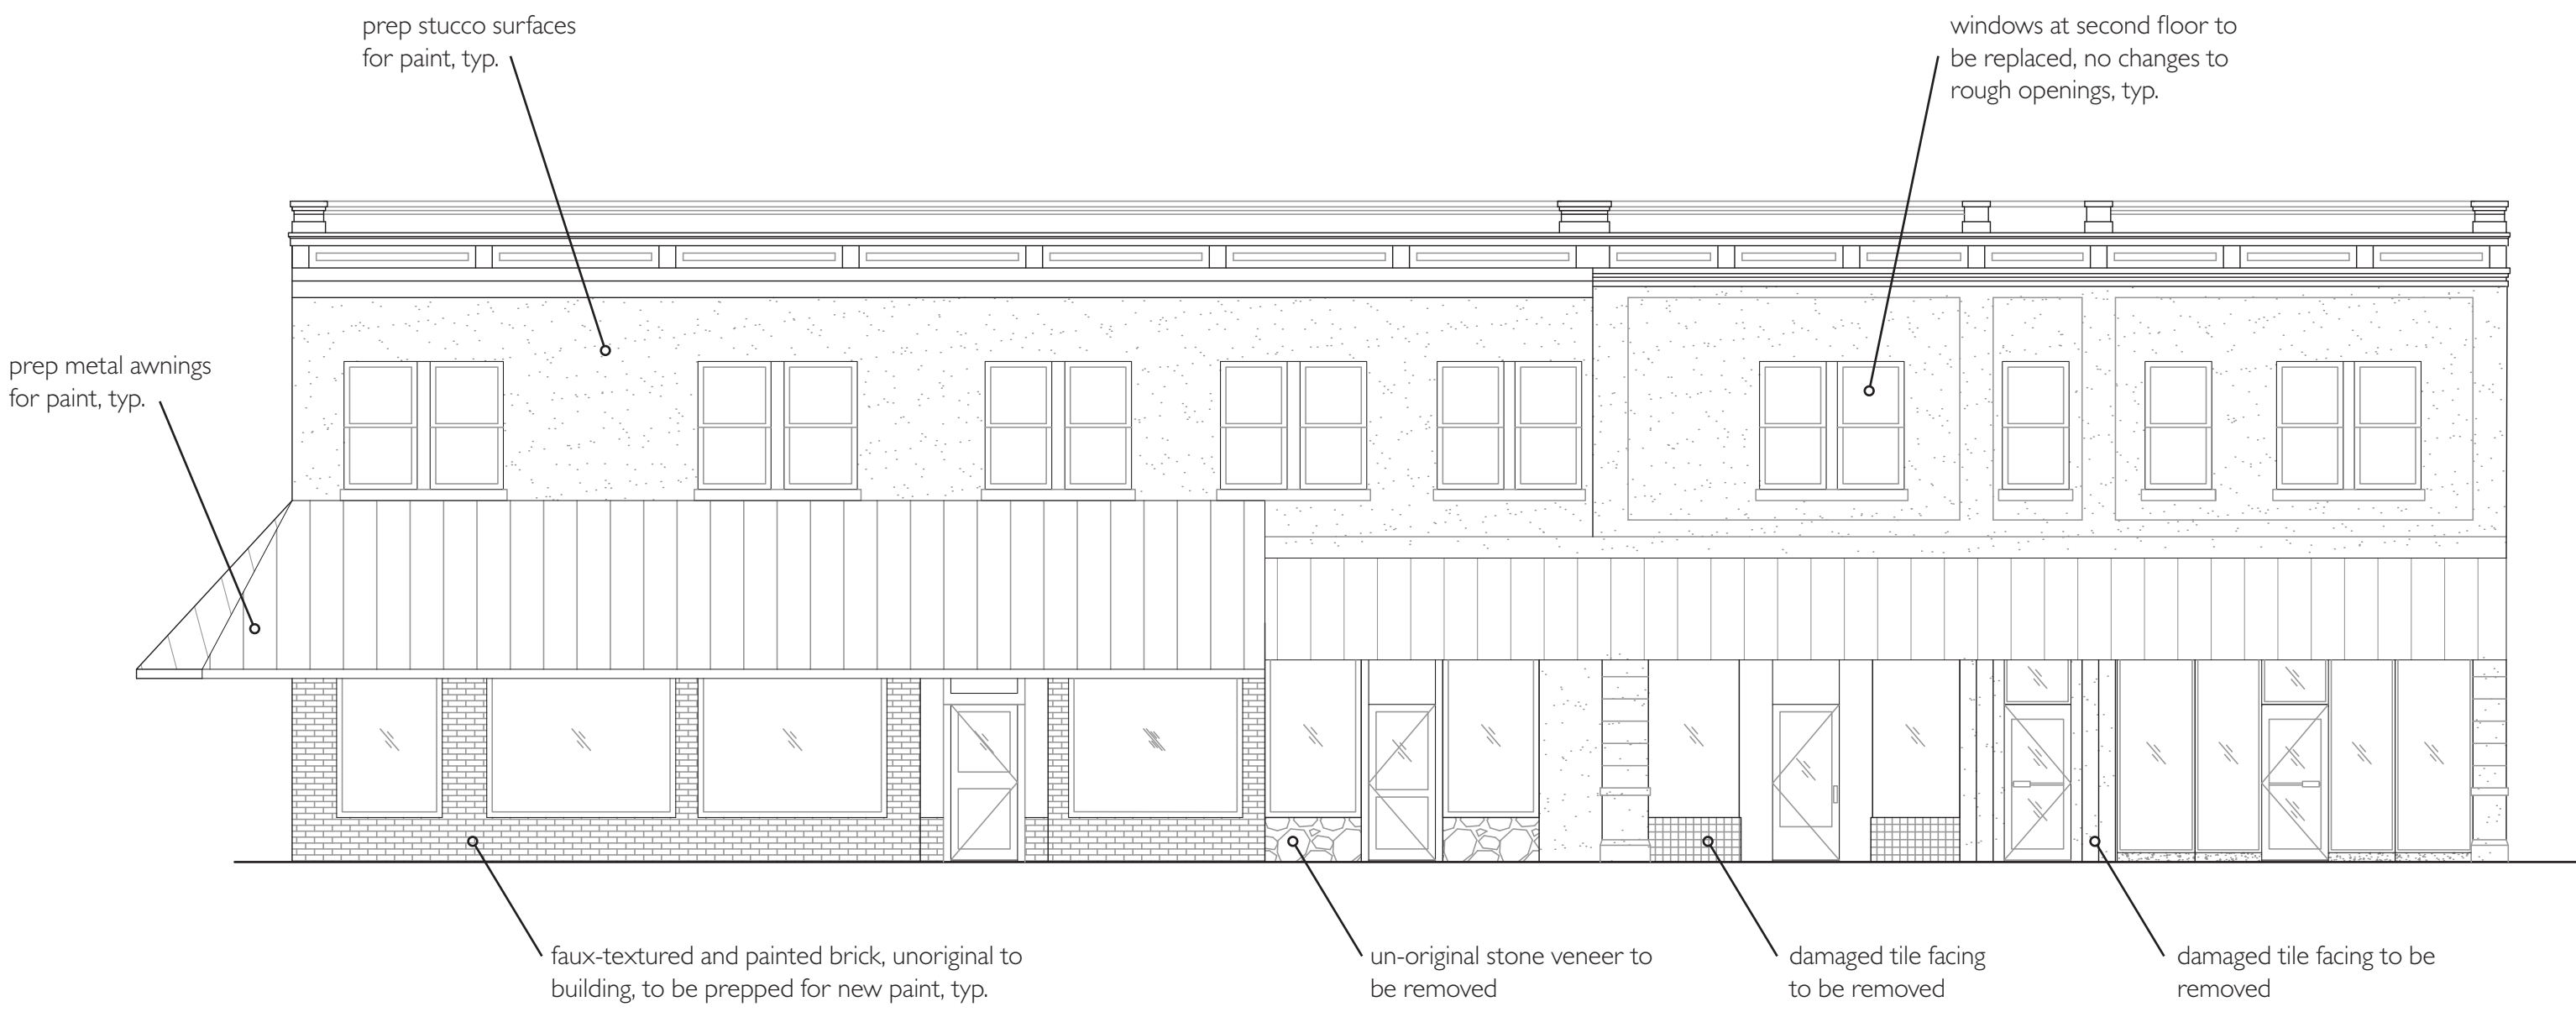 prep stucco surfaces
for paint, typ.
windows at second floor to
be replaced, no changes to
rough openings, typ.
prep metal awnings
for paint, typ.
faux-textured and painted brick, unoriginal to
building, to be prepped for new paint, typ.
un-original stone veneer to
be removed
damaged tile facing
to be removed
damaged tile facing to be
removed